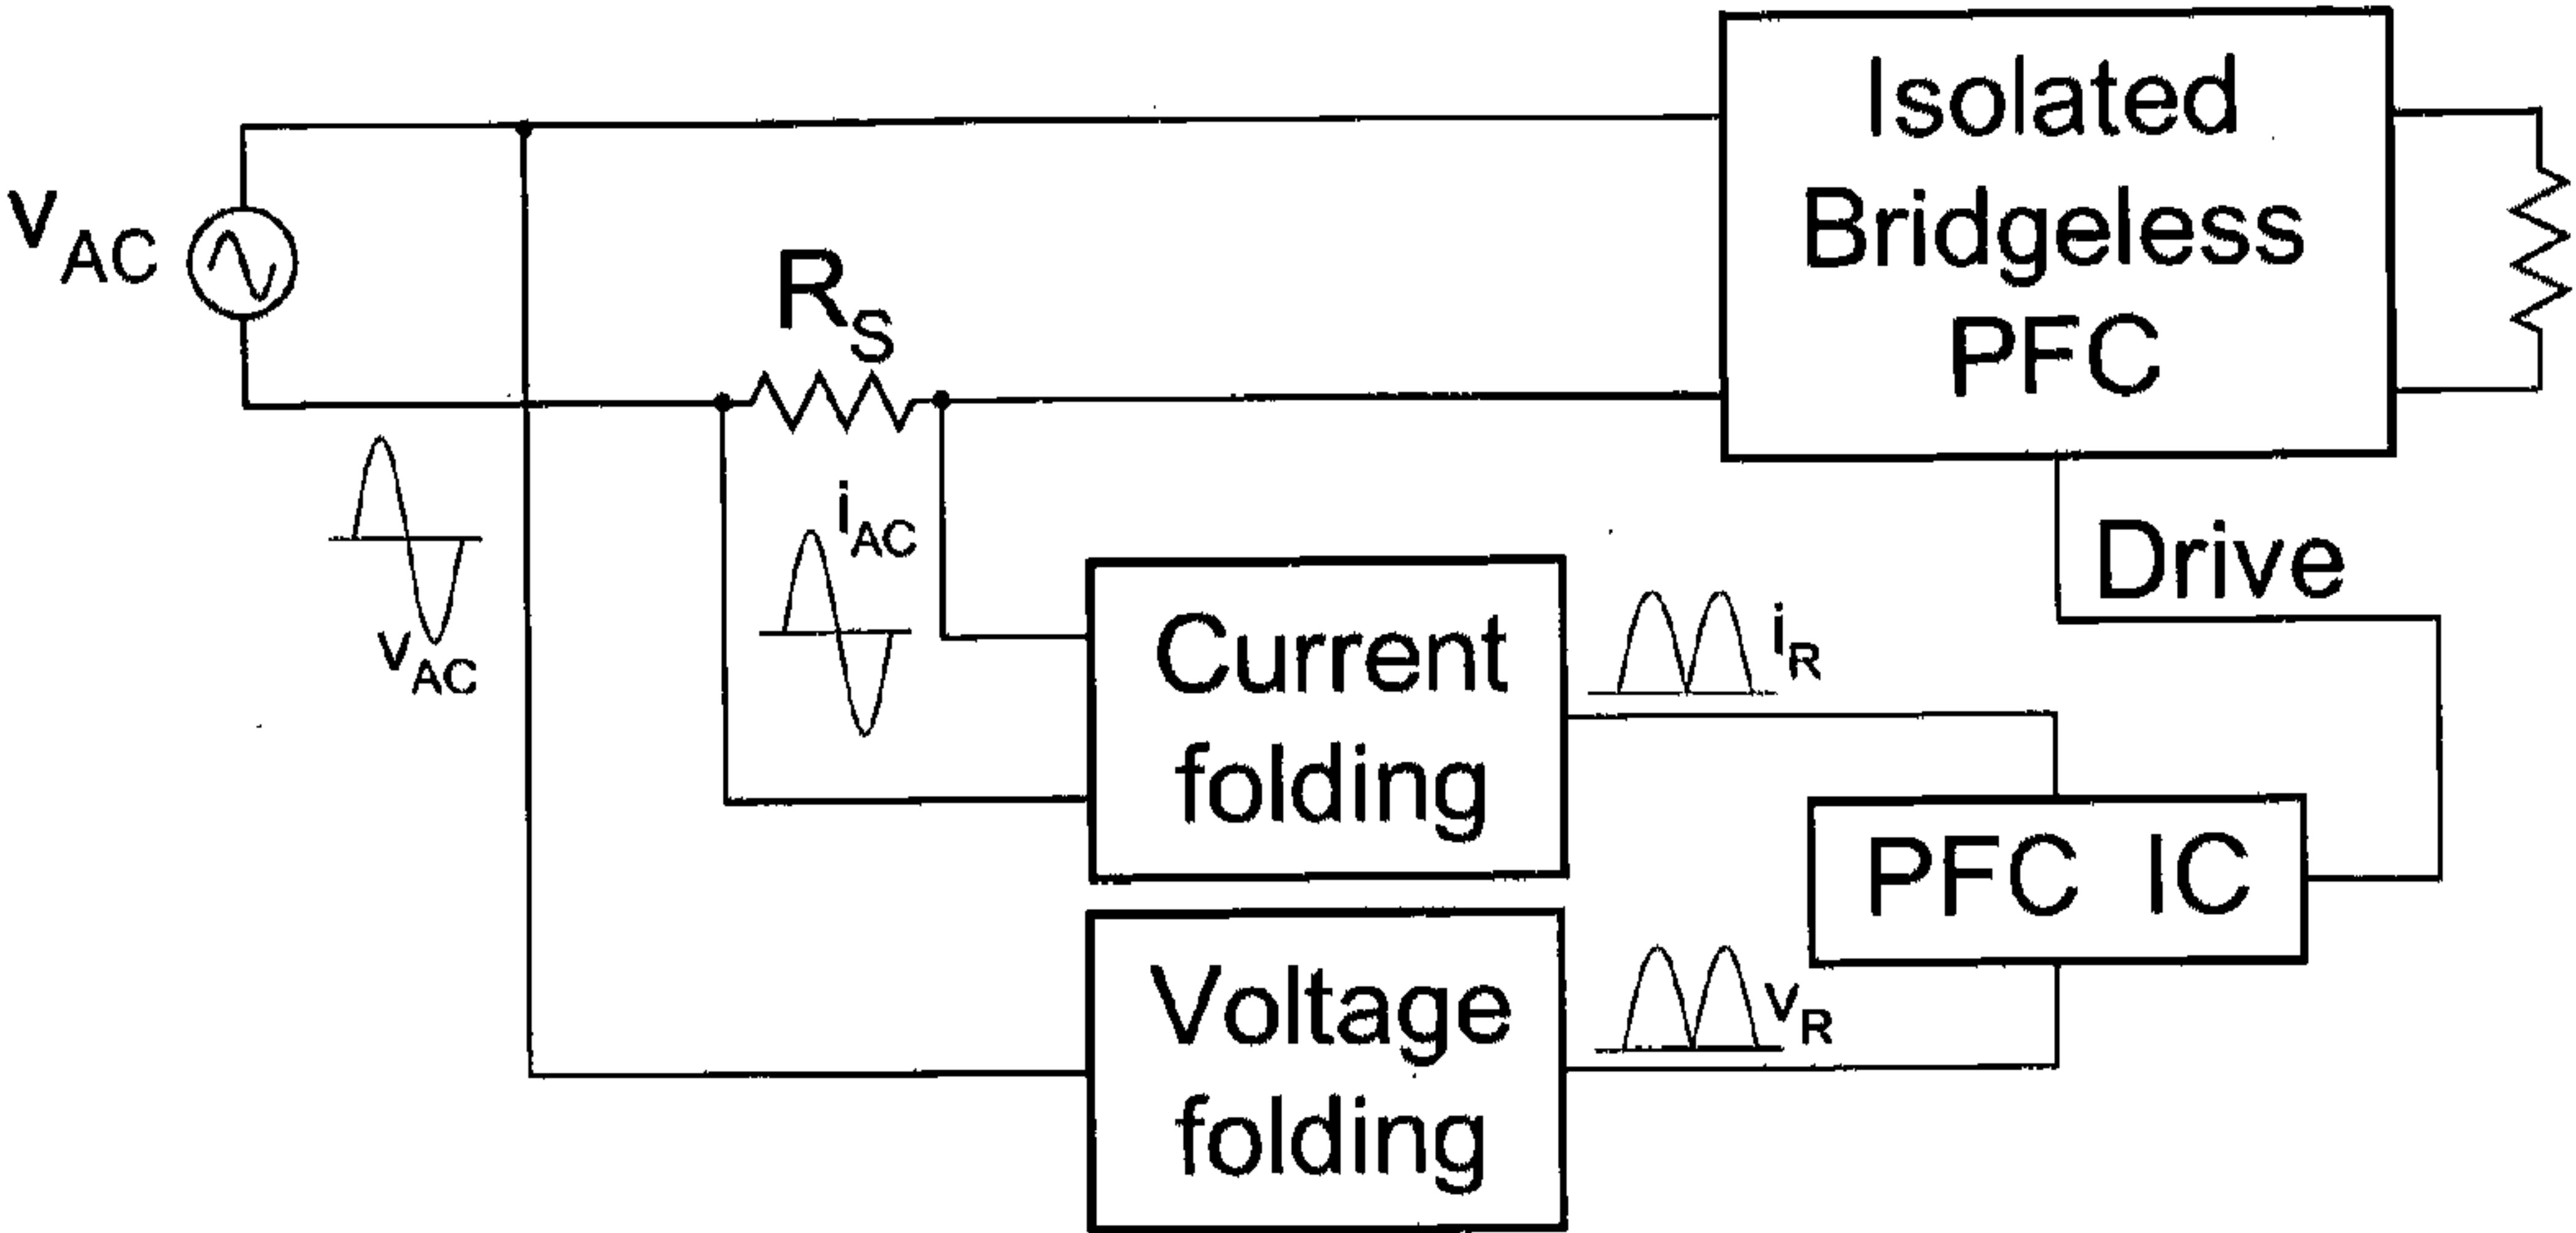 Isolated
Bridgeless
PFC
VAC
RS
iAC
vAC
Drive
Current
folding
iR
PFC IC
Voltage
folding
vR